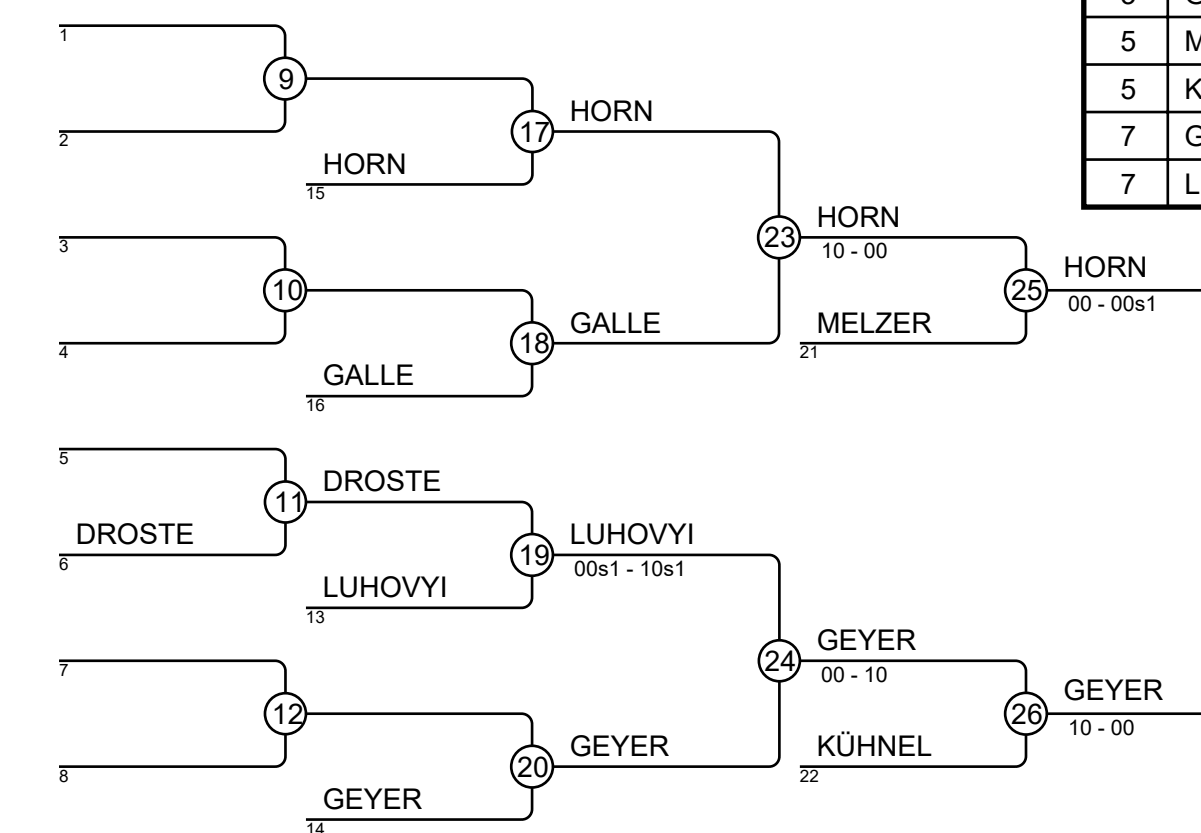 1
9
2
HORN
15
17
HORN
3
10
4
GALLE
16
18
GALLE
23
HORN
10 - 00
MELZER
21
25
HORN
00 - 00s1
5
DROSTE
6
11
DROSTE
LUHOVYI
13
19
LUHOVYI
00s1 - 10s1
7
12
8
GEYER
14
20
GEYER
24
GEYER
00 - 10
KÜHNEL
22
26
GEYER
10 - 00
5 M
5 K
7 G
7 L